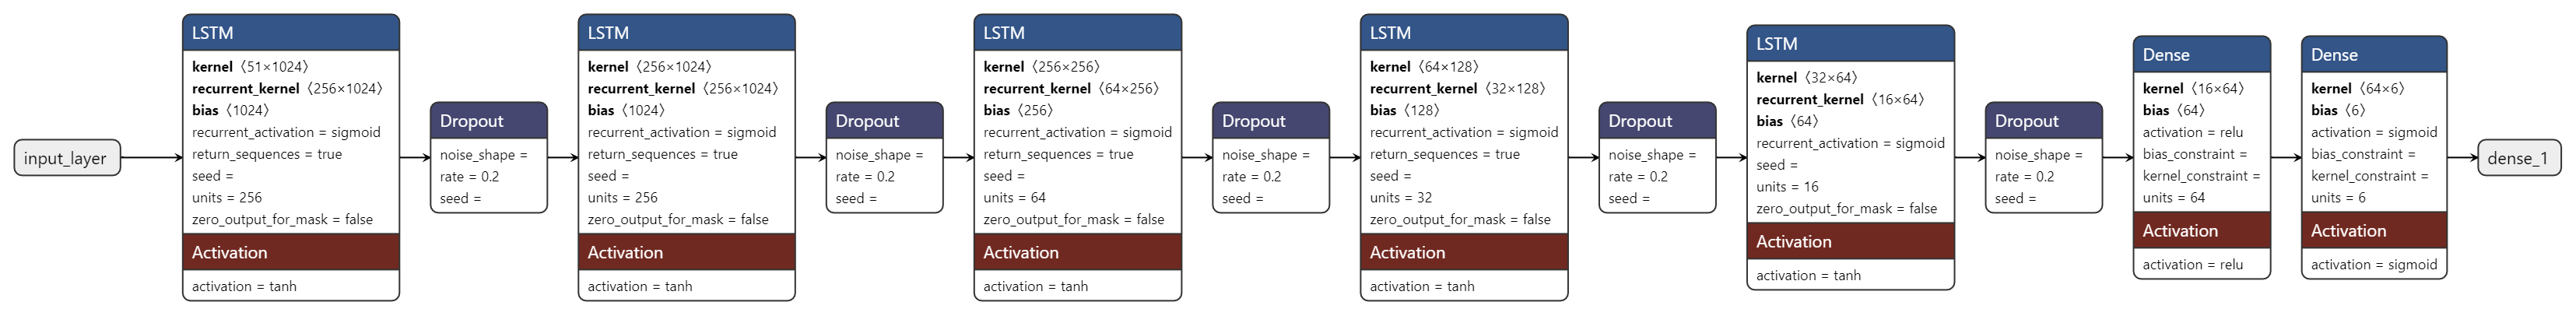 input_layer
LSTM
kernel〈51×1024〉
recurrent_kernel〈256×1024〉
bias〈1024〉
recurrent_activation = sigmoid
return_sequences = true
seed =
units = 256
zero_output_for_mask = false
Activation
activation = tanh
Dropout
noise_shape =
rate = 0.2
seed =
LSTM
kernel〈256×1024〉
recurrent_kernel〈256×1024〉
bias〈1024〉
recurrent_activation = sigmoid
return_sequences = true
seed =
units = 256
zero_output_for_mask = false
Activation
activation = tanh
Dropout
noise_shape =
rate = 0.2
seed =
LSTM
kernel〈256×256〉
recurrent_kernel〈64×256〉
bias〈256〉
recurrent_activation = sigmoid
return_sequences = true
seed =
units = 64
zero_output_for_mask = false
Activation
activation = tanh
Dropout
noise_shape =
rate = 0.2
seed =
LSTM
kernel〈64×128〉
recurrent_kernel〈32×128〉
bias〈128〉
recurrent_activation = sigmoid
return_sequences = true
seed =
units = 32
zero_output_for_mask = false
Activation
activation = tanh
Dropout
noise_shape =
rate = 0.2
seed =
LSTM
kernel〈32×64〉
recurrent_kernel〈16×64〉
bias〈64〉
recurrent_activation = sigmoid
seed =
units = 16
zero_output_for_mask = false
Activation
activation = tanh
Dropout
noise_shape =
rate = 0.2
seed =
Dense
kernel〈16×64〉
bias〈64〉
activation = relu
bias_constraint =
kernel_constraint =
units = 64
Activation
activation = relu
Dense
kernel〈64×6〉
bias〈6〉
activation = sigmoid
bias_constraint =
kernel_constraint =
units = 6
Activation
activation = sigmoid
dense_1